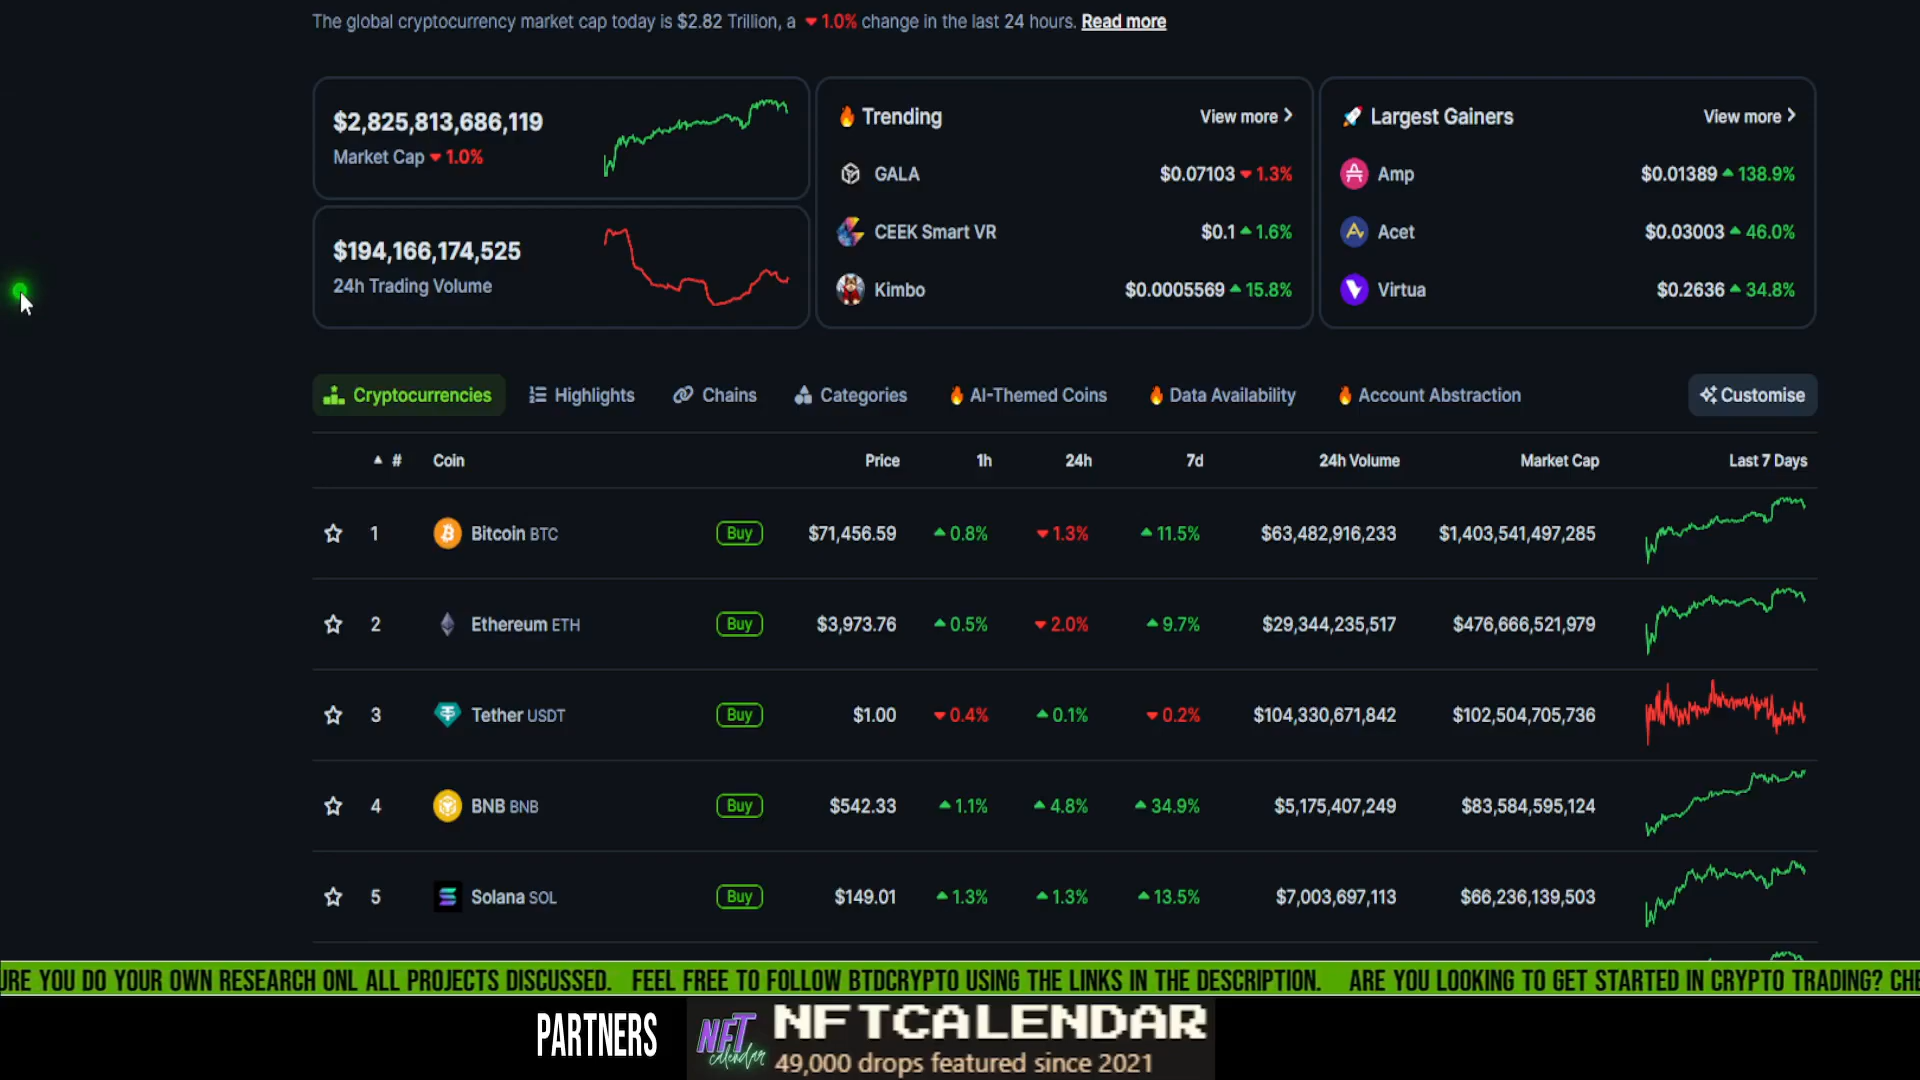 The global cryptocurrency market cap today is $2.82 Trillion, a 1.0% change in the last 24 hours. Read more
$2,825,813,686,119
Market Cap 1.0%
$194,166,174,525
24h Trading Volume
Trending View more
GALA $0.07103 1.3%
CEEK Smart VR $0.1 1.6%
Kimbo $0.0005569 15.8%
Largest Gainers View more
Amp $0.01389 138.9%
Acet $0.03003 46.0%
Virtua $0.2636 34.8%
Cryptocurrencies Highlights Chains Categories AI-Themed Coins Data Availability Account Abstraction Customise
# Coin Price 1h 24h 7d 24h Volume Market Cap Last 7 Days
1 Bitcoin BTC Buy $71,456.59 0.8% 1.3% 11.5% $63,482,916,233 $1,403,541,497,285
2 Ethereum ETH Buy $3,973.76 0.5% 2.0% 9.7% $29,344,235,517 $476,666,521,979
3 Tether USDT Buy $1.00 0.4% 0.1% 0.2% $104,330,671,842 $102,504,705,736
4 BNB BNB Buy $542.33 1.1% 4.8% 34.9% $5,175,407,249 $83,584,595,124
5 Solana SOL Buy $149.01 1.3% 1.3% 13.5% $7,003,697,113 $66,236,139,503
URE YOU DO YOUR OWN RESEARCH ONL ALL PROJECTS DISCUSSED. FEEL FREE TO FOLLOW BTDCRYPTO USING THE LINKS IN THE DESCRIPTION. ARE YOU LOOKING TO GET STARTED IN CRYPTO TRADING? CHE
PARTNERS
NFT calendar
NFTCALENDAR
49,000 drops featured since 2021